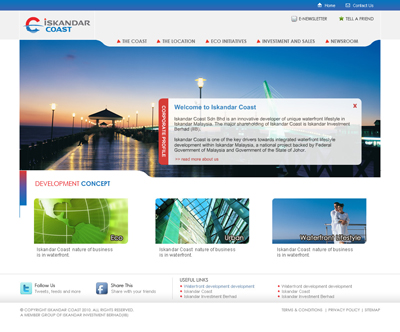 Home
Contact us
iSKANDAR
COAST
E-NEWSLETTER
TELL A FRIEND
THE COAST
THE LOCATION
ECO INITIATIVES
INVESTMENT AND SALES
NEWSROOM
CORPORATE PROFILE
Welcome to Iskandar Coast
x
Iskandar Coast Sdn Bhd is an innovative developer of unique waterfront lifestyle in
Iskandar Malaysia. The major shareholding of Iskandar Coast is Iskandar Investment
Berhad (IIB).
Iskandar Coast is one of the key drivers towards integrated waterfront lifestyle
development within Iskandar Malaysia, a national project backed by Federal
Government of Malaysia and Government of the State of Johor.
>> read more about us
DEVELOPMENT CONCEPT
Eco
Urban
Waterfront Lifestyle
Iskandar Coast nature of business
is in waterfront.
Iskandar Coast nature of business
is in waterfront.
Iskandar Coast nature of business
is in waterfront.
Follow Us
Tweets, feeds and more
Share This
Share with your friends
USEFUL LINKS
Waterfront development development
Iskandar Coast
Iskandar Investment Berhad
Waterfront development
Iskandar Coast
Iskandar Investment Berhad
© COPYRIGHT ISKANDAR COAST 2010. ALL RIGHTS RESERVED.
A MEMBER GROUP OF ISKANDAR INVESTMENT BERHAD(IIB)
TERMS & CONDITIONS | PRIVACY POLICY | SITEMAP